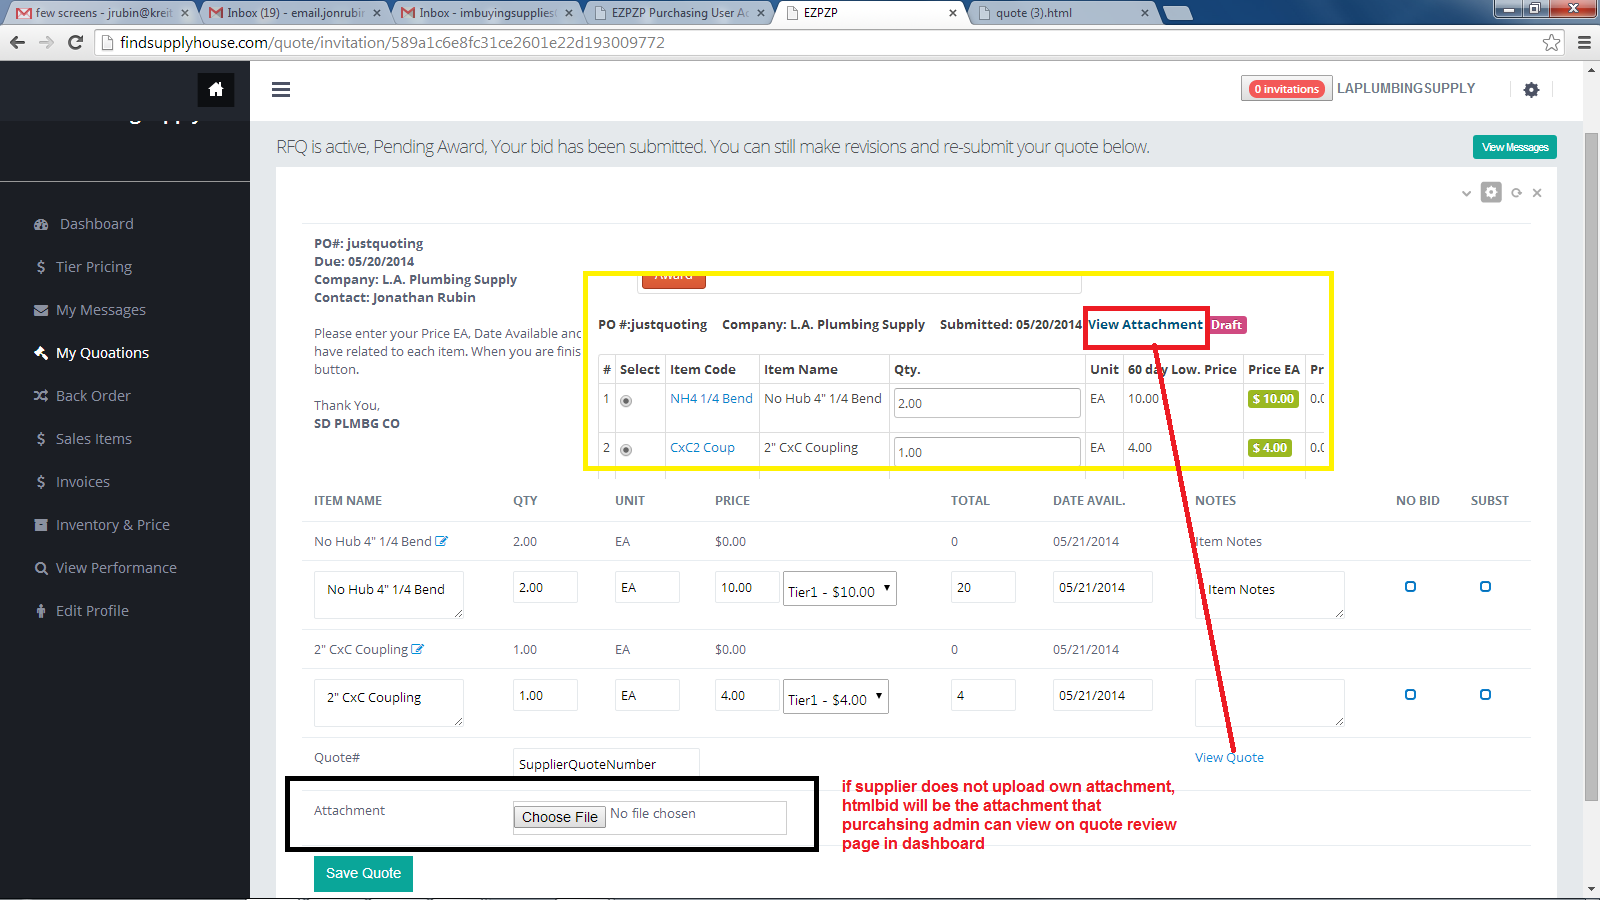 few screens - jrubin@kreit
Inbox (19) - email.jonrubin
Inbox - imbuyingsupplies
EZPZP Purchasing User Ac
EZPZP
quote (3).html
findsupplyhouse.com/quote/invitation/589a1c6e8fc31ce2601e22d193009772
0 invitations
LAPLUMBINGSUPPLY
RFQ is active, Pending Award, Your bid has been submitted. You can still make revisions and re-submit your quote below.
View Messages
Dashboard
Tier Pricing
My Messages
My Quoations
Back Order
Sales Items
Invoices
Inventory & Price
View Performance
Edit Profile
PO#: justquoting
Due: 05/20/2014
Company: L.A. Plumbing Supply
Contact: Jonathan Rubin
Please enter your Price EA, Date Available and
have related to each item. When you are finis
button.
Thank You,
SD PLMBG CO
Award
PO #:justquoting Company: L.A. Plumbing Supply Submitted: 05/20/2014 View Attachment Draft
# Select Item Code Item Name Qty. Unit 60 day Low. Price Price EA Pr
1 NH4 1/4 Bend No Hub 4" 1/4 Bend 2.00 EA 10.00 $ 10.00 0.0
2 CxC2 Coup 2" CxC Coupling 1.00 EA 4.00 $ 4.00 0.0
ITEM NAME QTY UNIT PRICE TOTAL DATE AVAIL. NOTES NO BID SUBST
No Hub 4" 1/4 Bend 2.00 EA $0.00 0 05/21/2014 Item Notes
No Hub 4" 1/4 Bend 2.00 EA 10.00 Tier1 - $10.00 20 05/21/2014 Item Notes
2" CxC Coupling 1.00 EA $0.00 0 05/21/2014
2" CxC Coupling 1.00 EA 4.00 Tier1 - $4.00 4 05/21/2014
Quote# SupplierQuoteNumber View Quote
Attachment Choose File No file chosen
if supplier does not upload own attachment,
htmlbid will be the attachment that
purcahsing admin can view on quote review
page in dashboard
Save Quote